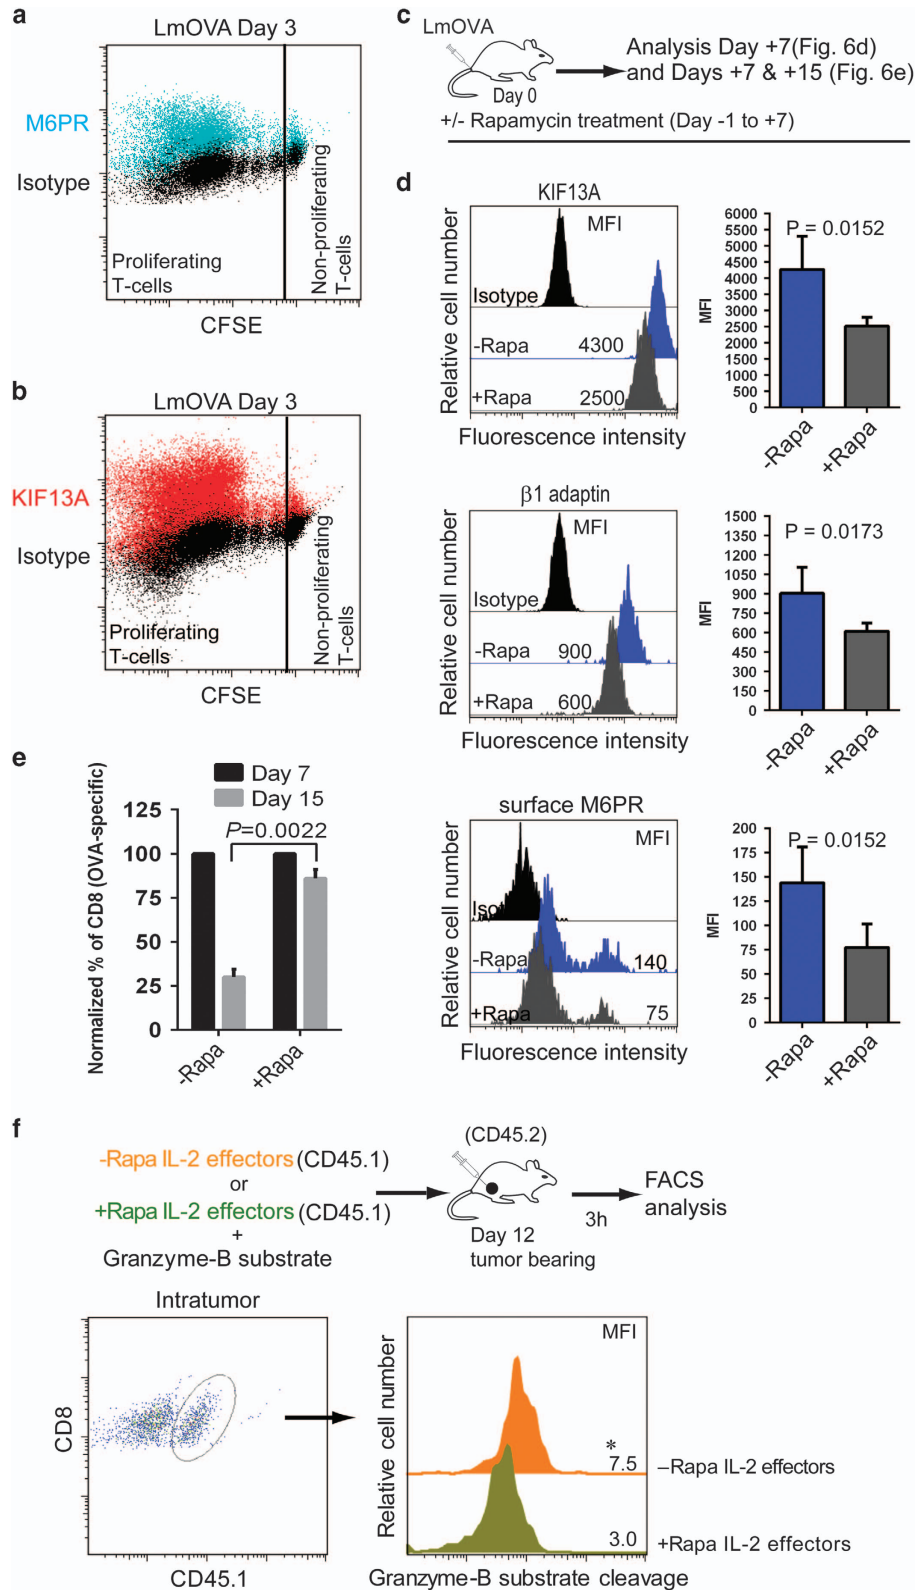 a
LmOVA Day 3
M6PR
Isotype
Proliferating
T-cells
Non-proliferating
T-cells
CFSE
b
LmOVA Day 3
KIF13A
Isotype
Proliferating
T-cells
Non-proliferating
T-cells
CFSE
c
LmOVA
Day 0
Analysis Day +7(Fig. 6d)
and Days +7 & +15 (Fig. 6e)
+/- Rapamycin treatment (Day -1 to +7)
d
KIF13A
Relative cell number
MFI
Isotype
-Rapa 4300
+Rapa 2500
Fluorescence intensity
MFI
6000
5500
5000
4500
4000
3500
3000
2500
2000
1500
1000
500
0
P = 0.0152
-Rapa
+Rapa
β1 adaptin
Relative cell number
MFI
Isotype
-Rapa 900
+Rapa 600
Fluorescence intensity
MFI
1500
1350
1200
1050
900
750
600
450
300
150
0
P = 0.0173
-Rapa
+Rapa
surface M6PR
Relative cell number
MFI
Iso
-Rapa 140
+Rapa 75
Fluorescence intensity
MFI
200
175
150
125
100
75
50
25
0
P = 0.0152
-Rapa
+Rapa
e
Day 7
Day 15
Normalized % of CD8 (OVA-specific)
125
100
75
50
25
0
P=0.0022
-Rapa
+Rapa
f
-Rapa IL-2 effectors (CD45.1)
or
+Rapa IL-2 effectors (CD45.1)
+
Granzyme-B substrate
(CD45.2)
Day 12
tumor bearing
3h
FACS
analysis
Intratumor
CD8
CD45.1
Relative cell number
MFI
*
7.5
–Rapa IL-2 effectors
3.0
+Rapa IL-2 effectors
Granzyme-B substrate cleavage